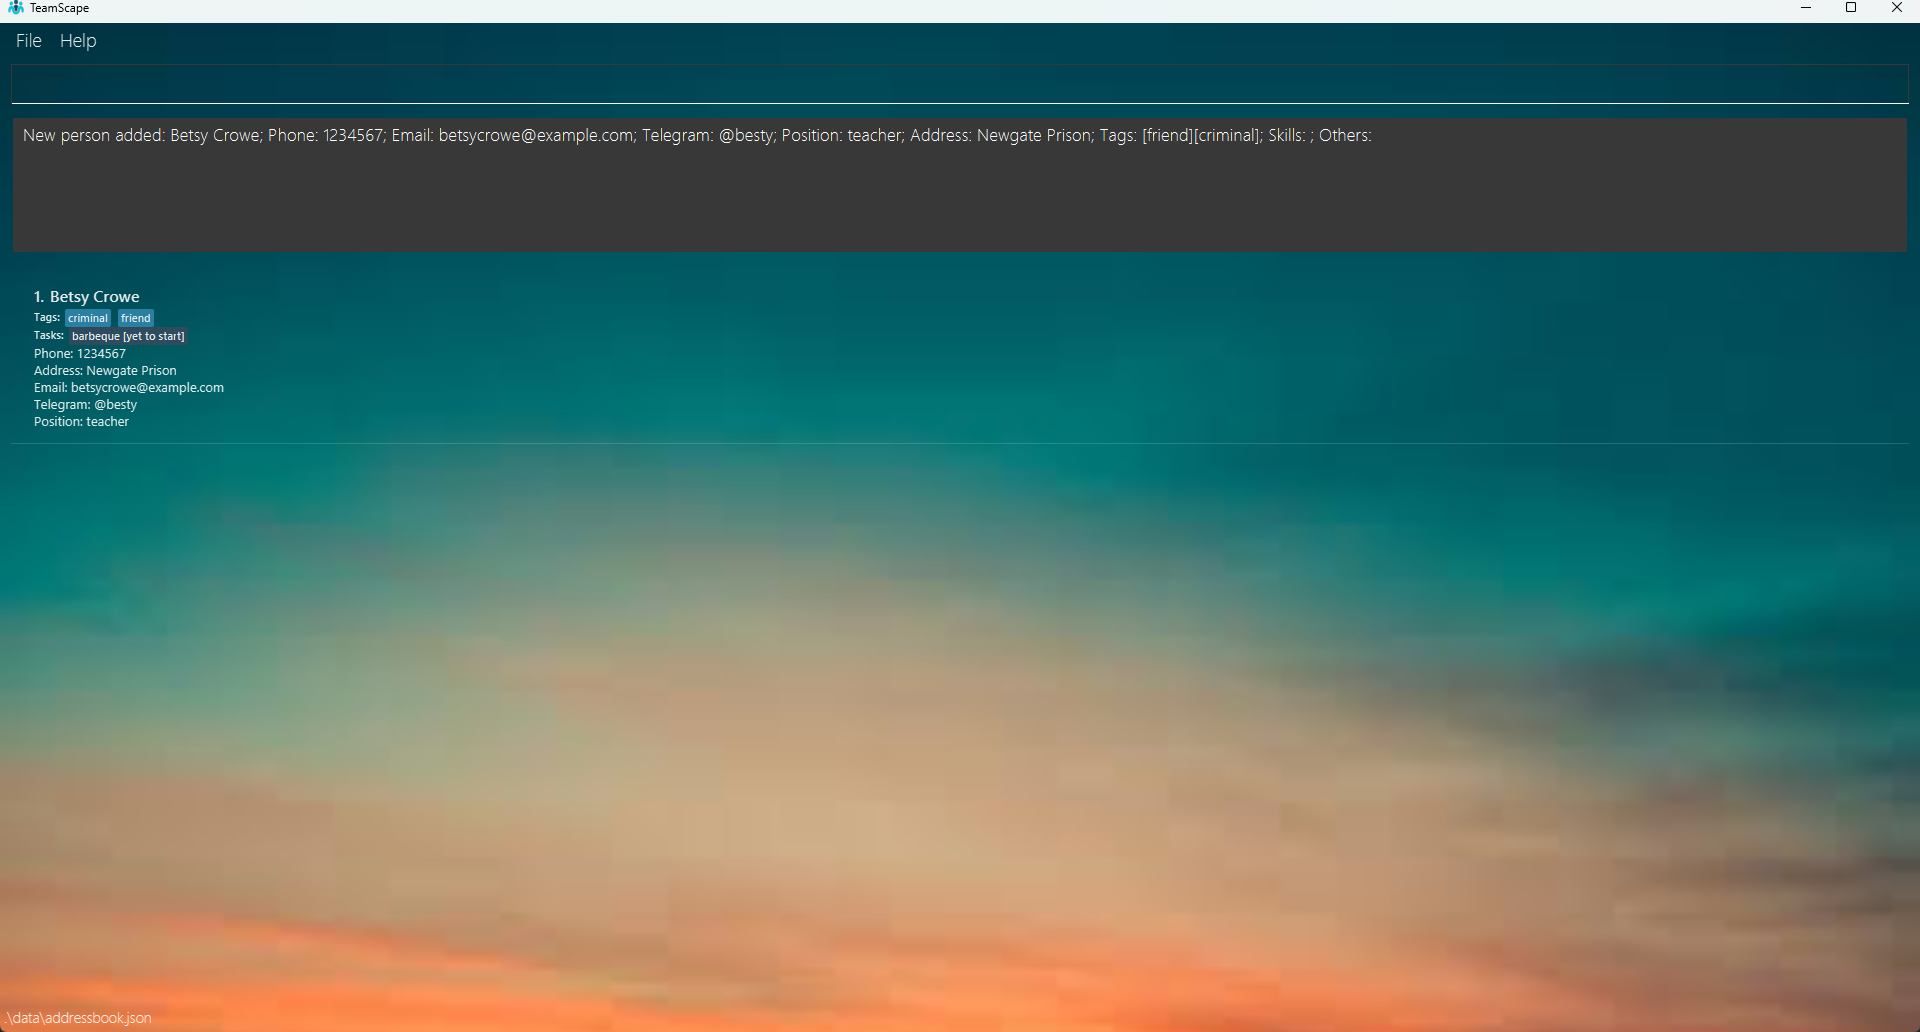 TeamScape
File Help
New person added: Betsy Crowe; Phone: 1234567; Email: betsycrowe@example.com; Telegram: @besty; Position: teacher; Address: Newgate Prison; Tags: [friend][criminal]; Skills: ; Others:
1. Betsy Crowe
Tags: criminal friend
Tasks: barbeque [yet to start]
Phone: 1234567
Address: Newgate Prison
Email: betsycrowe@example.com
Telegram: @besty
Position: teacher
.\data\addressbook.json